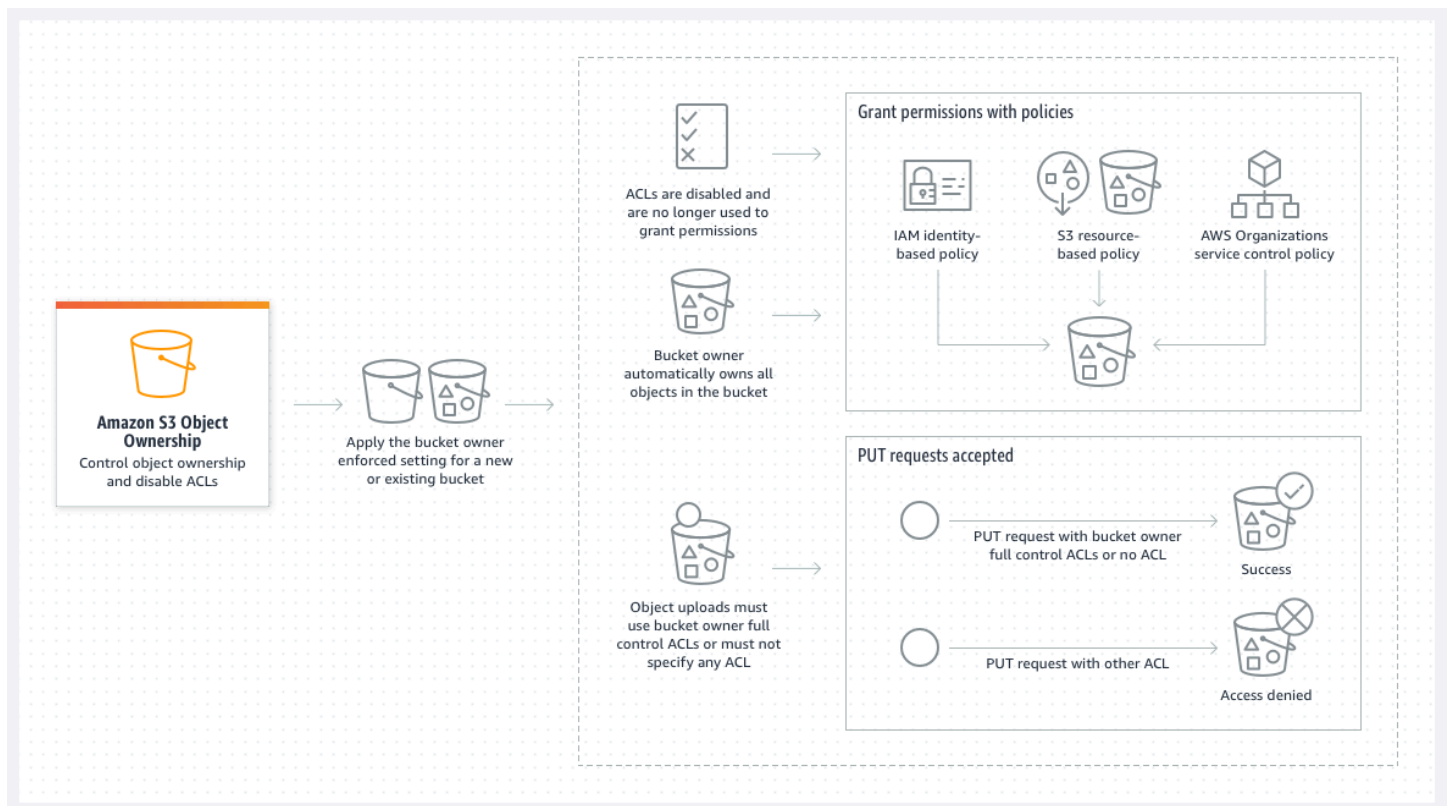 Amazon S3 Object
Ownership
Control object ownership
and disable ACLs
Apply the bucket owner
enforced setting for a new
or existing bucket
ACLs are disabled and
are no longer used to
grant permissions
Bucket owner
automatically owns all
objects in the bucket
Object uploads must
use bucket owner full
control ACLs or must not
specify any ACL
Grant permissions with policies
IAM identity-
based policy
S3 resource-
based policy
AWS Organizations
service control policy
PUT requests accepted
PUT request with bucket owner
full control ACLs or no ACL
Success
PUT request with other ACL
Access denied